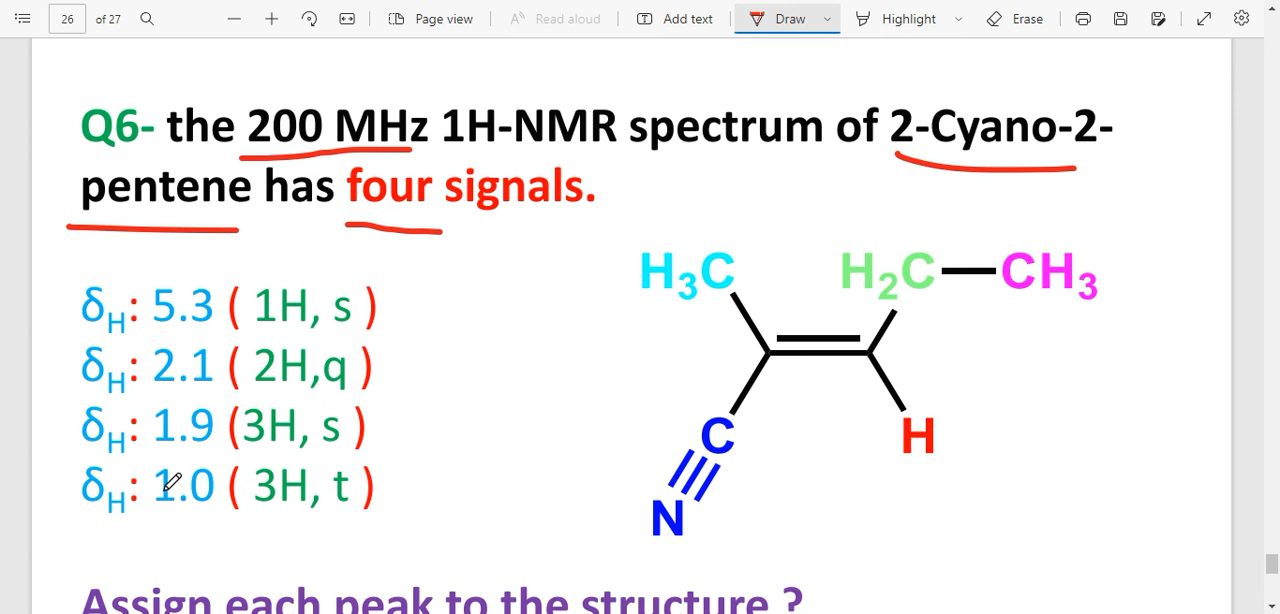 26 of 27 Page view Read aloud Add text Draw Highlight Erase
Q6- the 200 MHz 1H-NMR spectrum of 2-Cyano-2-
pentene has four signals.
H₃C H₂C CH₃
δH: 5.3 ( 1H, s )
δH: 2.1 ( 2H,q )
δH: 1.9 (3H, s )
C H
δH: 1.0 ( 3H, t )
N
Assign each peak to the structure ?